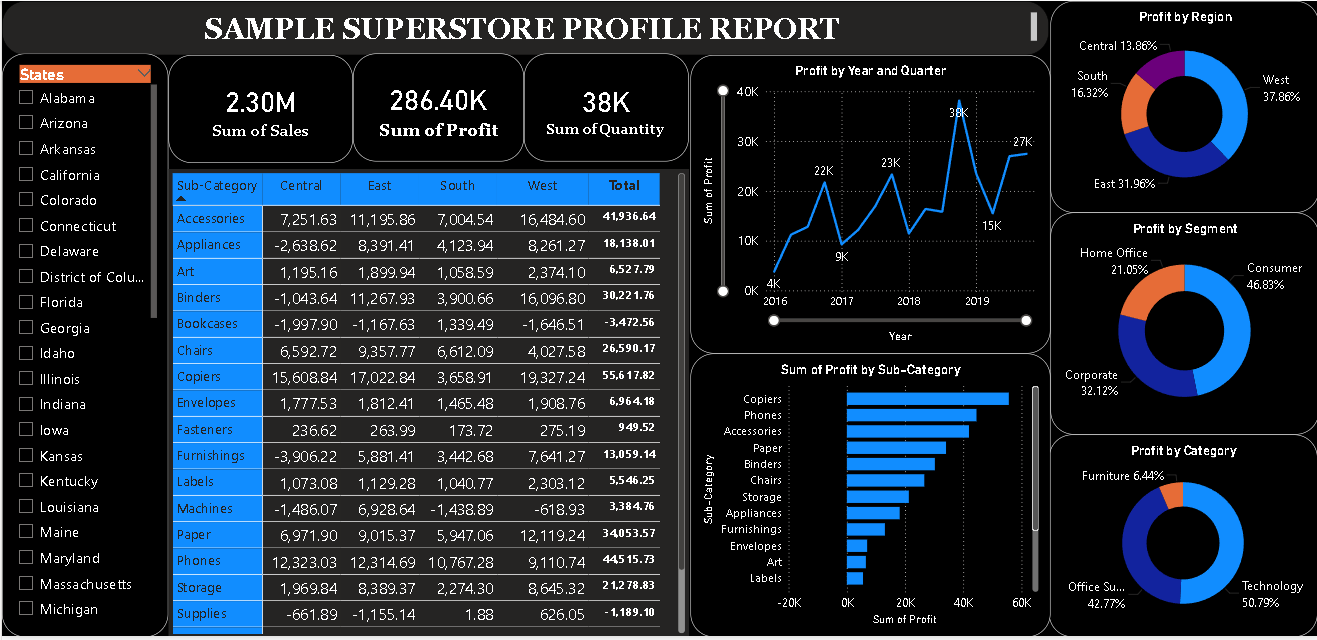 SAMPLE SUPERSTORE PROFILE REPORT
States
Alabama
Arizona
Arkansas
California
Colorado
Connecticut
Delaware
District of Colu...
Florida
Georgia
Idaho
Illinois
Indiana
Iowa
Kansas
Kentucky
Louisiana
Maine
Maryland
Massachusetts
Michigan
2.30M
Sum of Sales
286.40K
Sum of Profit
38K
Sum of Quantity
Sub-Category Central East South West Total
Accessories 7,251.63 11,195.86 7,004.54 16,484.60 41,936.64
Appliances -2,638.62 8,391.41 4,123.94 8,261.27 18,138.01
Art 1,195.16 1,899.94 1,058.59 2,374.10 6,527.79
Binders -1,043.64 11,267.93 3,900.66 16,096.80 30,221.76
Bookcases -1,997.90 -1,167.63 1,339.49 -1,646.51 -3,472.56
Chairs 6,592.72 9,357.77 6,612.09 4,027.58 26,590.17
Copiers 15,608.84 17,022.84 3,658.91 19,327.24 55,617.82
Envelopes 1,777.53 1,812.41 1,465.48 1,908.76 6,964.18
Fasteners 236.62 263.99 173.72 275.19 949.52
Furnishings -3,906.22 5,881.41 3,442.68 7,641.27 13,059.14
Labels 1,073.08 1,129.28 1,040.77 2,303.12 5,546.25
Machines -1,486.07 6,928.64 -1,438.89 -618.93 3,384.76
Paper 6,971.90 9,015.37 5,947.06 12,119.24 34,053.57
Phones 12,323.03 12,314.69 10,767.28 9,110.74 44,515.73
Storage 1,969.84 8,389.37 2,274.30 8,645.32 21,278.83
Supplies -661.89 -1,155.14 1.88 626.05 -1,189.10
Profit by Year and Quarter
Sum of Profit
40K
30K
20K
10K
0K
4K
22K
9K
23K
38K
15K
27K
2016 2017 2018 2019
Year
Sum of Profit by Sub-Category
Sub-Category
Copiers
Phones
Accessories
Paper
Binders
Chairs
Storage
Appliances
Furnishings
Envelopes
Art
Labels
-20K 0K 20K 40K 60K
Sum of Profit
Profit by Region
Central 13.86%
South
16.32%
West
37.86%
East 31.96%
Profit by Segment
Home Office
21.05%
Consumer
46.83%
Corporate
32.12%
Profit by Category
Furniture 6.44%
Office Su...
42.77%
Technology
50.79%